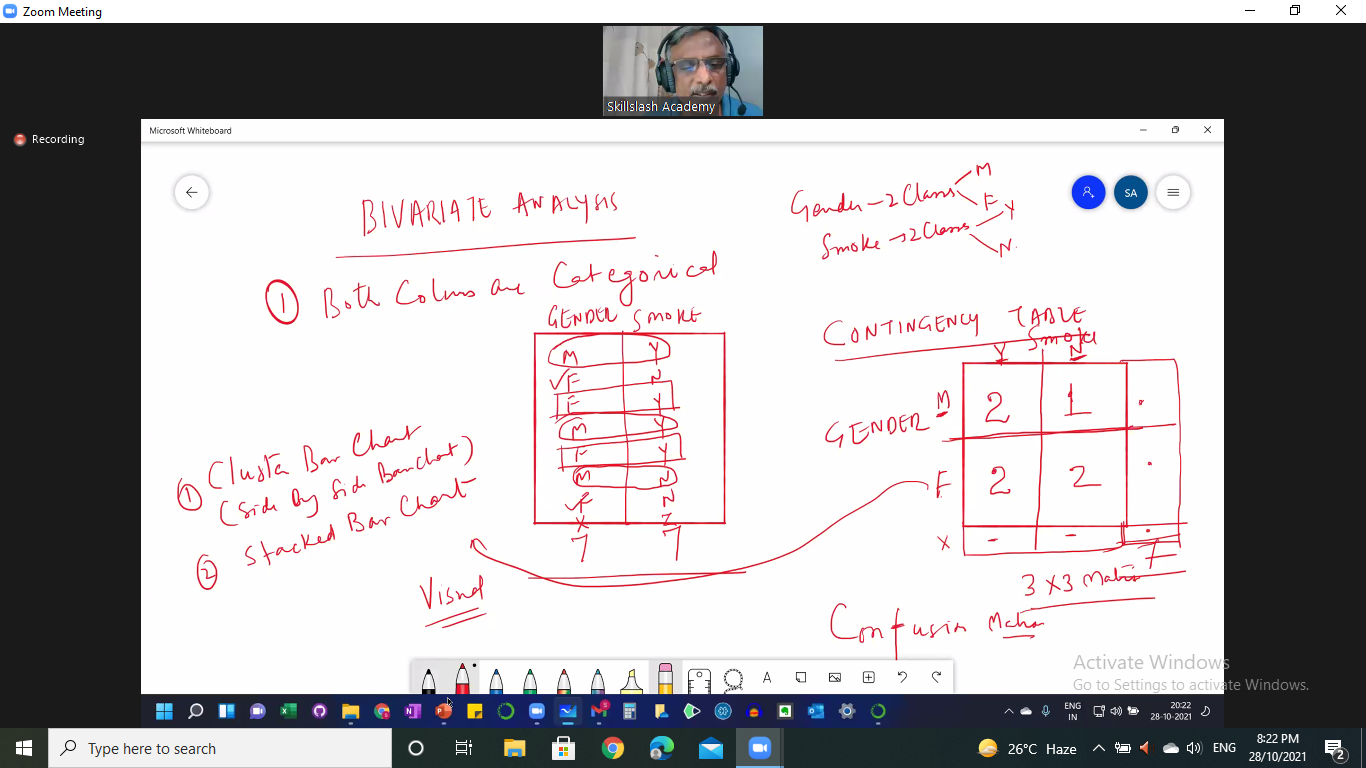 Zoom Meeting
Skillslash Academy
Recording
Microsoft Whiteboard
SA
BIVARIATE ANALYSIS
Gender - 2 Class
M
F
Smoke → 2 Class
Y
N
① Both Colums are Categorical
GENDER SMOKE
M Y
F N
F Y
M Y
F Y
M N
F N
X Z
7 7
CONTINGENCY TABLE
Smoke
Y N
GENDER
M 2 1
F 2 2
X - -
7
3 X 3 Matrix
① Cluster Bar Chart
(Side By Side Bar Chart)
② Stacked Bar Chart
Visual
Confusion
A
Activate Windows
Go to Settings to activate Windows.
ENG
IN
20:22
28-10-2021
Type here to search
26°C Haze
ENG
8:22 PM
28/10/2021
2